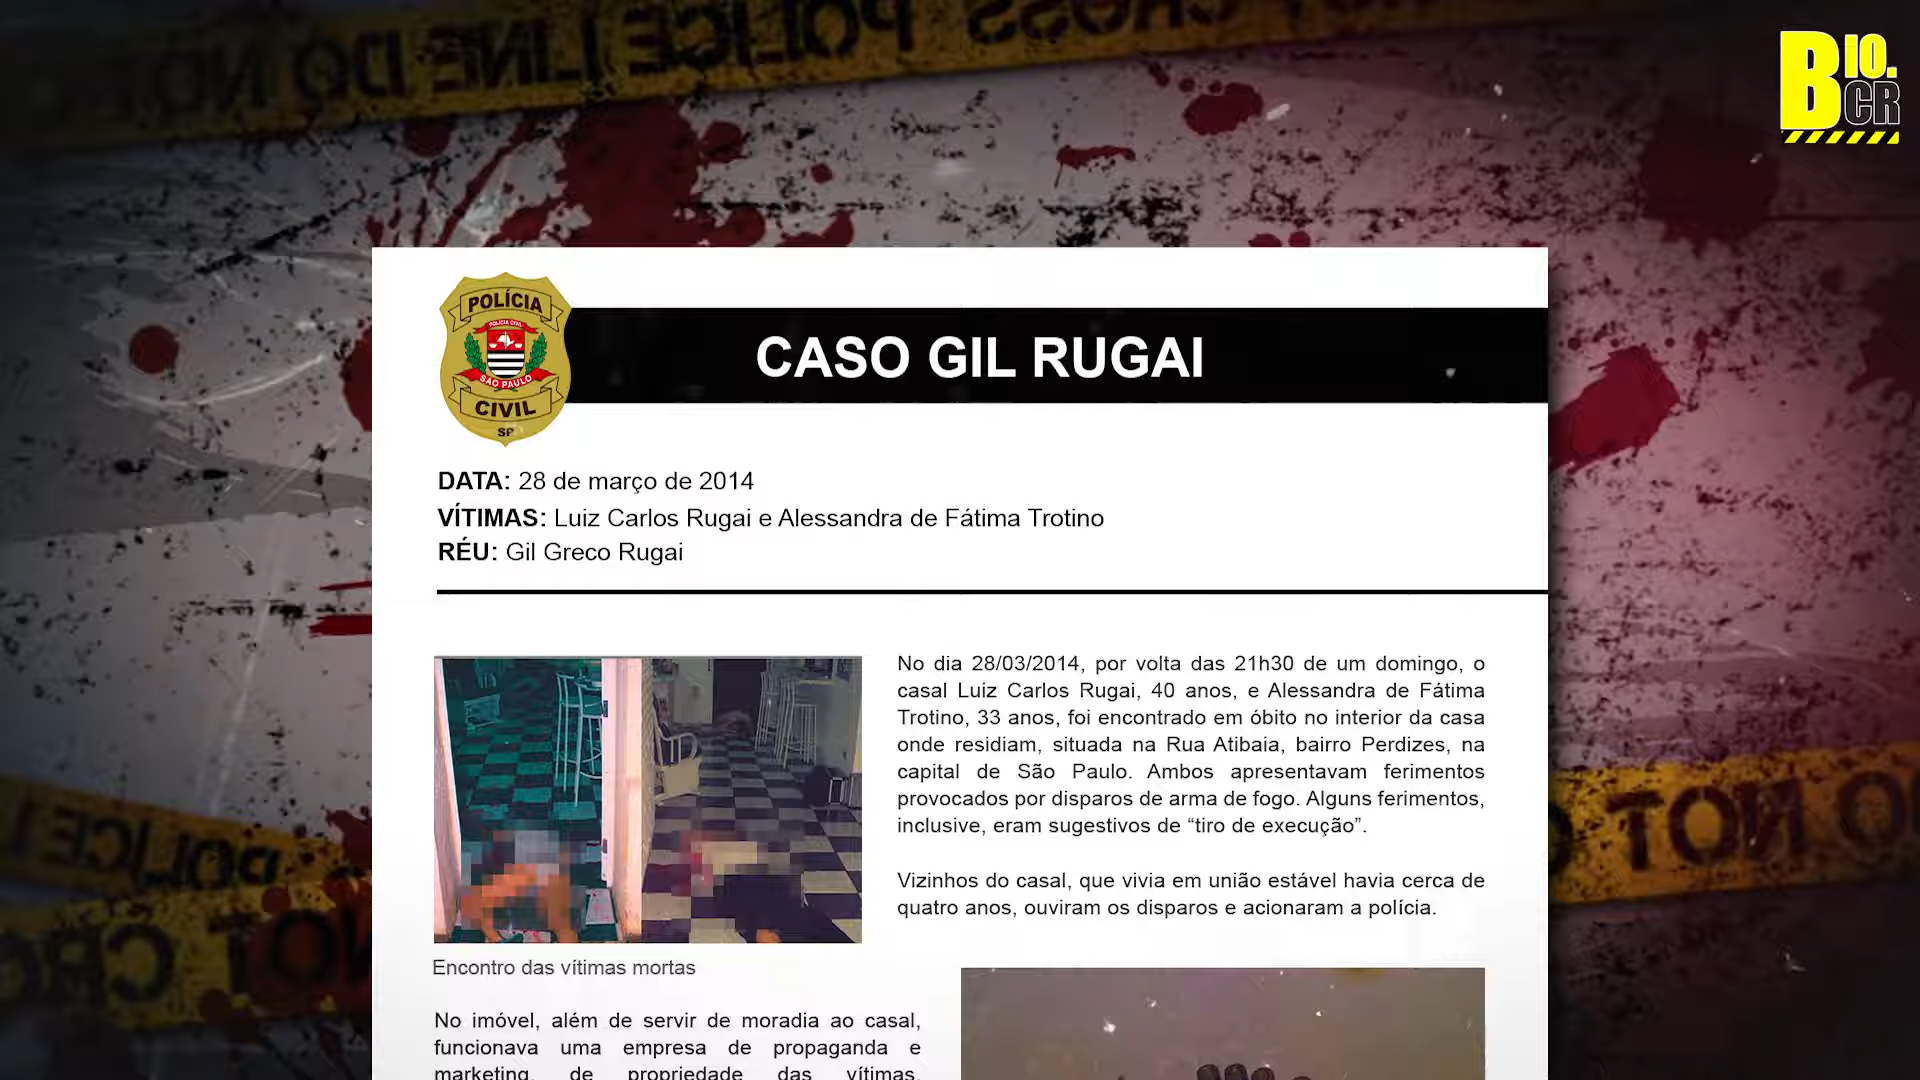 BIO.
CR
CASO GIL RUGAI
POLÍCIA
POLÍCIA CIVIL
SÃO PAULO
CIVIL
SP
DATA: 28 de março de 2014
VÍTIMAS: Luiz Carlos Rugai e Alessandra de Fátima Trotino
RÉU: Gil Greco Rugai
No dia 28/03/2014, por volta das 21h30 de um domingo, o
casal Luiz Carlos Rugai, 40 anos, e Alessandra de Fátima
Trotino, 33 anos, foi encontrado em óbito no interior da casa
onde residiam, situada na Rua Atibaia, bairro Perdizes, na
capital de São Paulo. Ambos apresentavam ferimentos
provocados por disparos de arma de fogo. Alguns ferimentos,
inclusive, eram sugestivos de “tiro de execução”.
Vizinhos do casal, que vivia em união estável havia cerca de
quatro anos, ouviram os disparos e acionaram a polícia.
Encontro das vítimas mortas
No imóvel, além de servir de moradia ao casal,
funcionava uma empresa de propaganda e
marketing, de propriedade das vítimas.